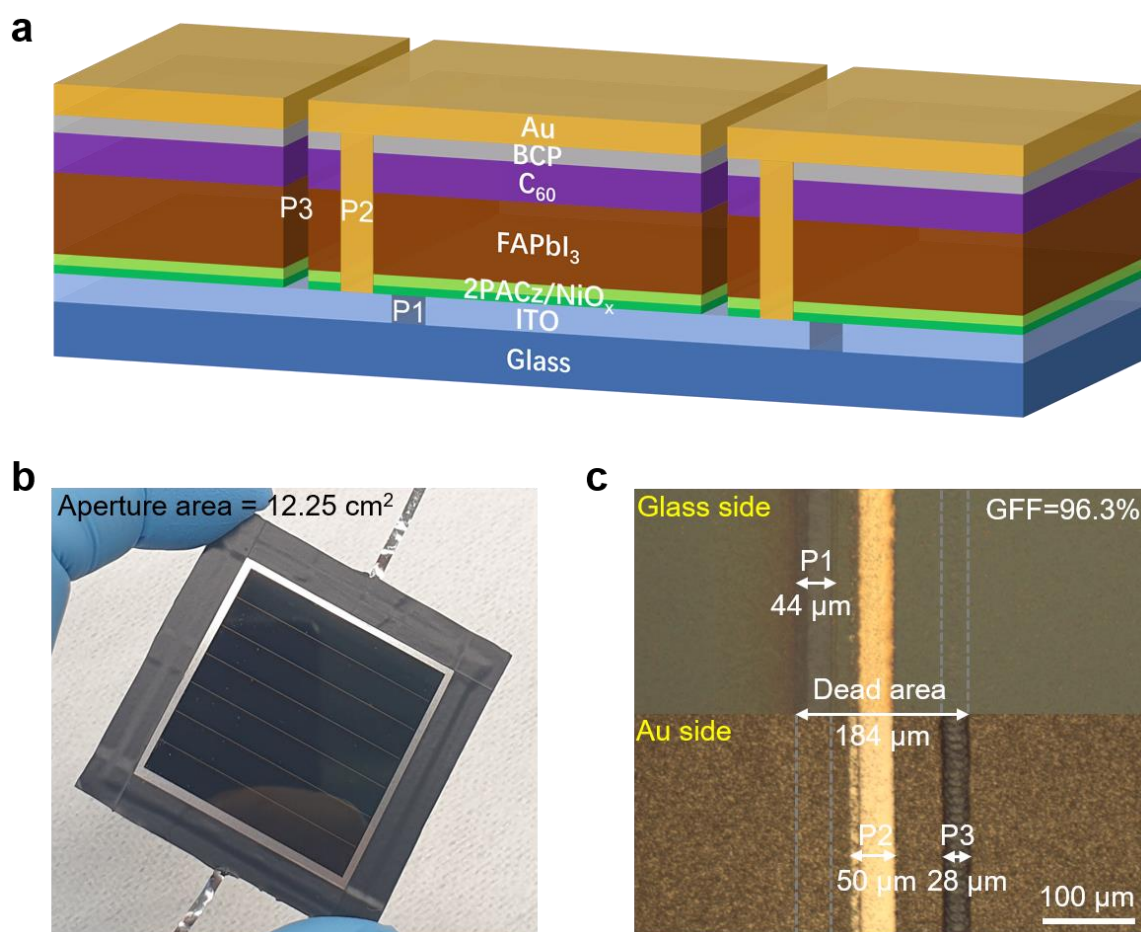 a
Au
BCP
C₆₀
P3
P2
FAPbI₃
2PACz/NiOₓ
P1
ITO
Glass
b
Aperture area = 12.25 cm²
c
Glass side
GFF=96.3%
P1
44 μm
Dead area
184 μm
Au side
P2
P3
50 μm
28 μm
100 μm